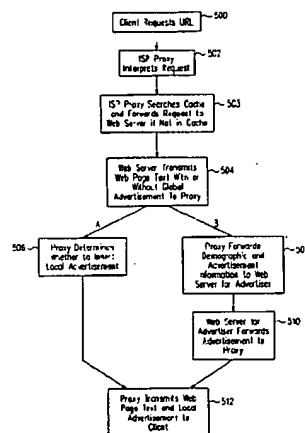 500
Client Requests URL
502
ISP Proxy
Interprets Request
503
ISP Proxy Searches Cache
and Forwards Request to
Web Server if Not in Cache
504
Web Server Transmits
Web Page Text With or
Without Global
Advertisement To Proxy
A
506
Proxy Determines
whether to Insert
Local Advertisement
Proxy Forwards
Demographic and
Advertisement
Information to Web
Server for Advertiser
50
510
Web Server for
Advertiser Forwards
Advertisement to
Proxy
512
Proxy Transmits Web
Page Text and Local
Advertisement to
Client